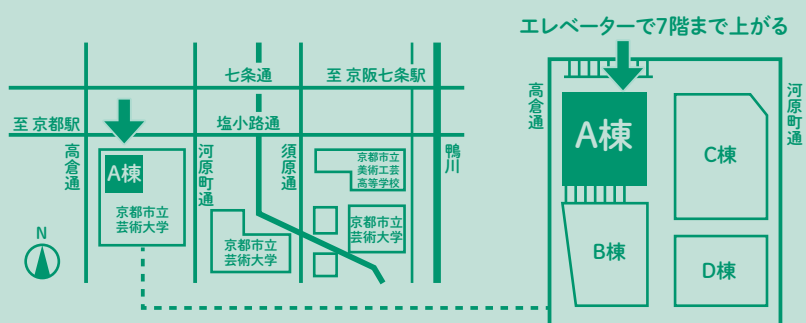 エレベーターで7階まで上がる
七条通
至 京阪七条駅
至 京都駅
塩小路通
高倉通
A棟
京都市立
芸術大学
河原町通
京都市立
芸術大学
須原通
京都市立
美術工芸
高等学校
京都市立
芸術大学
鴨川
N
高倉通
A棟
B棟
C棟
D棟
河原町通